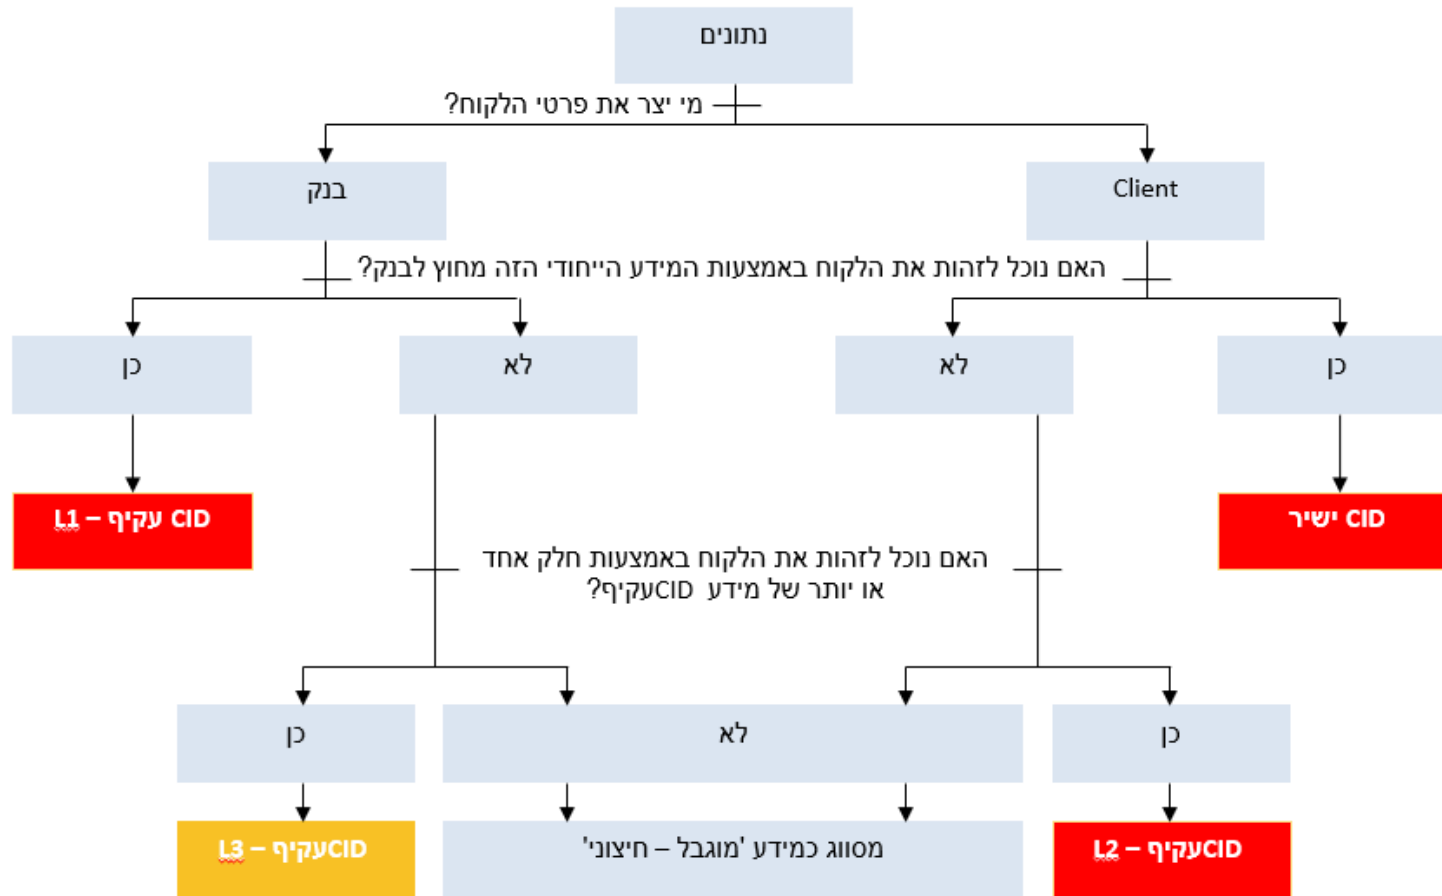 נתונים
מי יצר את פרטי הלקוח?
Client
בנק
האם נוכל לזהות את הלקוח באמצעות המידע הייחודי הזה מחוץ לבנק?
כן
לא
לא
כן
CID ישיר
CID עקיף – L1
האם נוכל לזהות את הלקוח באמצעות חלק אחד
או יותר של מידע CIDעקיף?
כן
לא
כן
CIDעקיף – L2
מסווג כמידע 'מוגבל – חיצוני'
CIDעקיף – L3